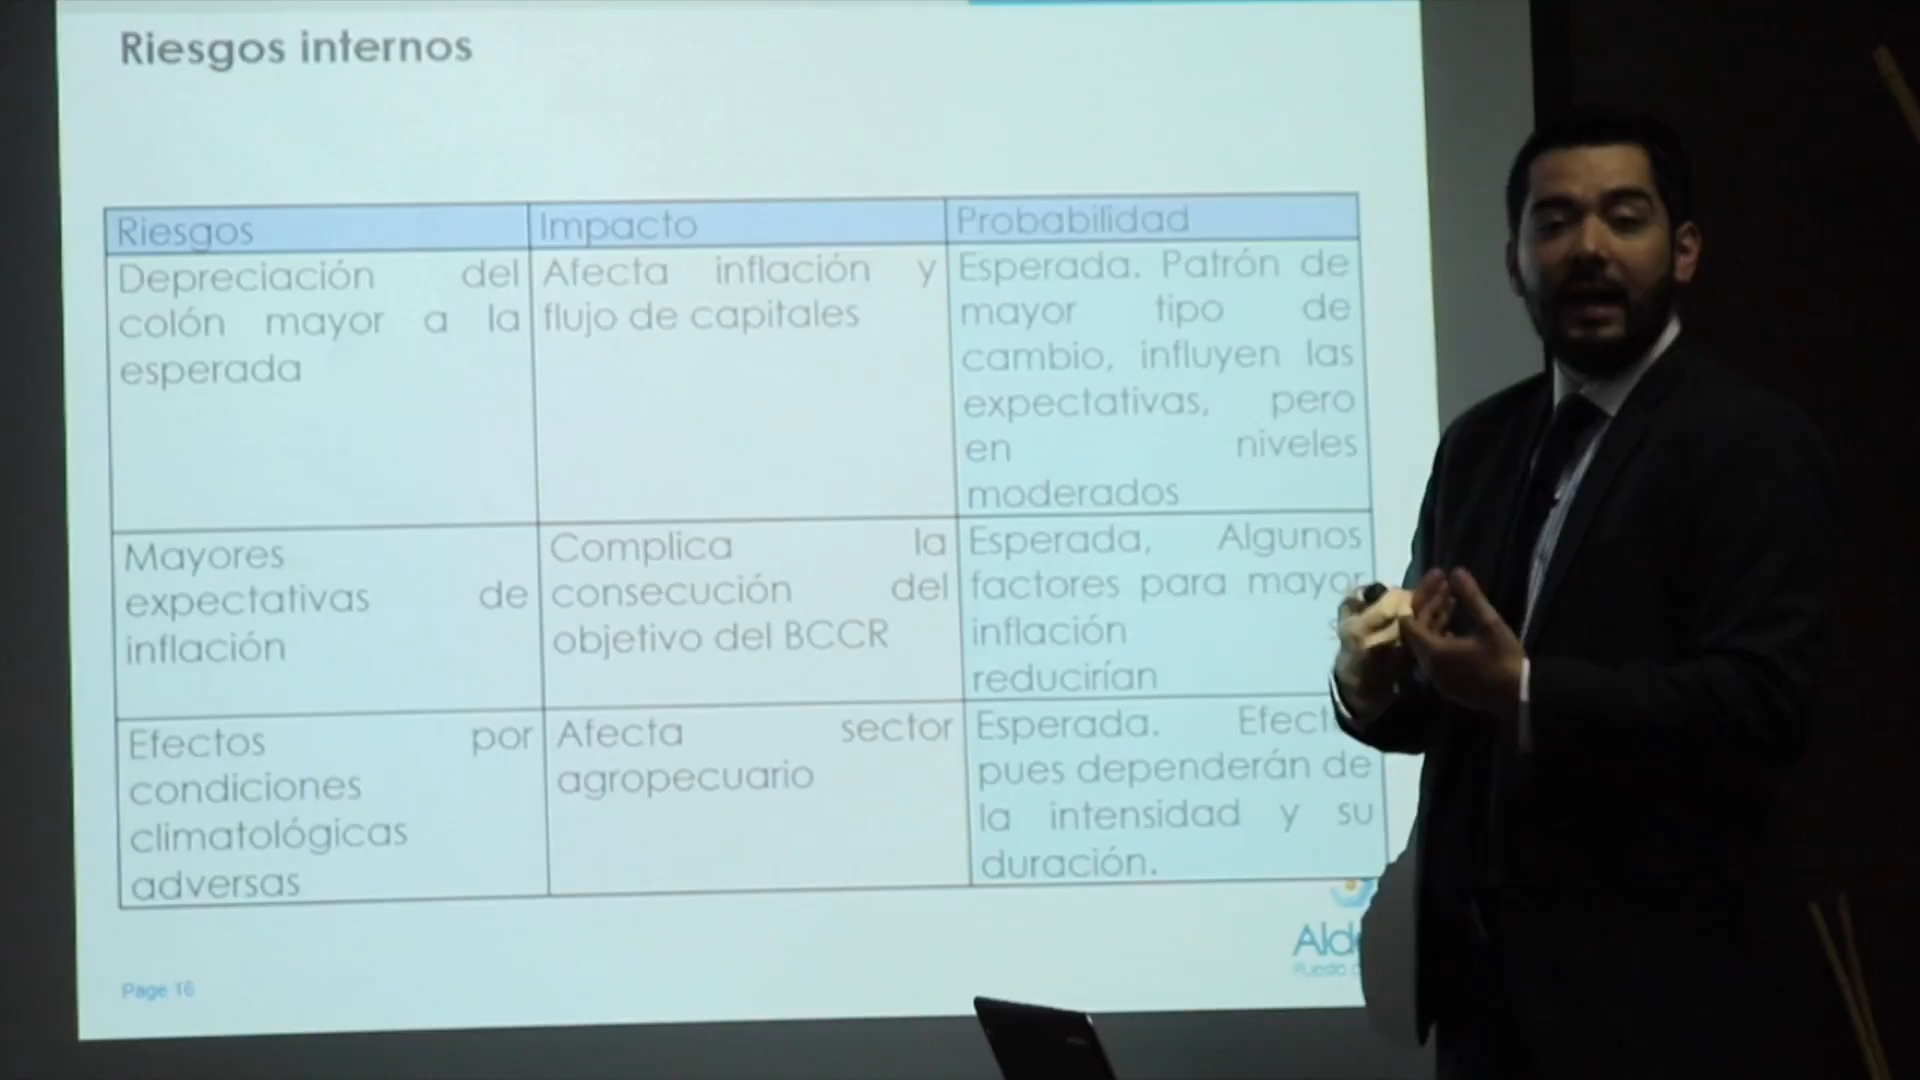 Riesgos internos
Riesgos
Impacto
Probabilidad
Depreciación del
colón mayor a la
esperada
Afecta inflación y
flujo de capitales
Esperada. Patrón de
mayor tipo de
cambio, influyen las
expectativas, pero
en niveles
moderados
Mayores
expectativas de
inflación
Complica la
consecución del
objetivo del BCCR
Esperada, Algunos
factores para mayor
inflación
reducirían
Efectos por
condiciones
climatológicas
adversas
Afecta sector
agropecuario
Esperada.
pues dependerán de
la intensidad y su
duración.
Page 16